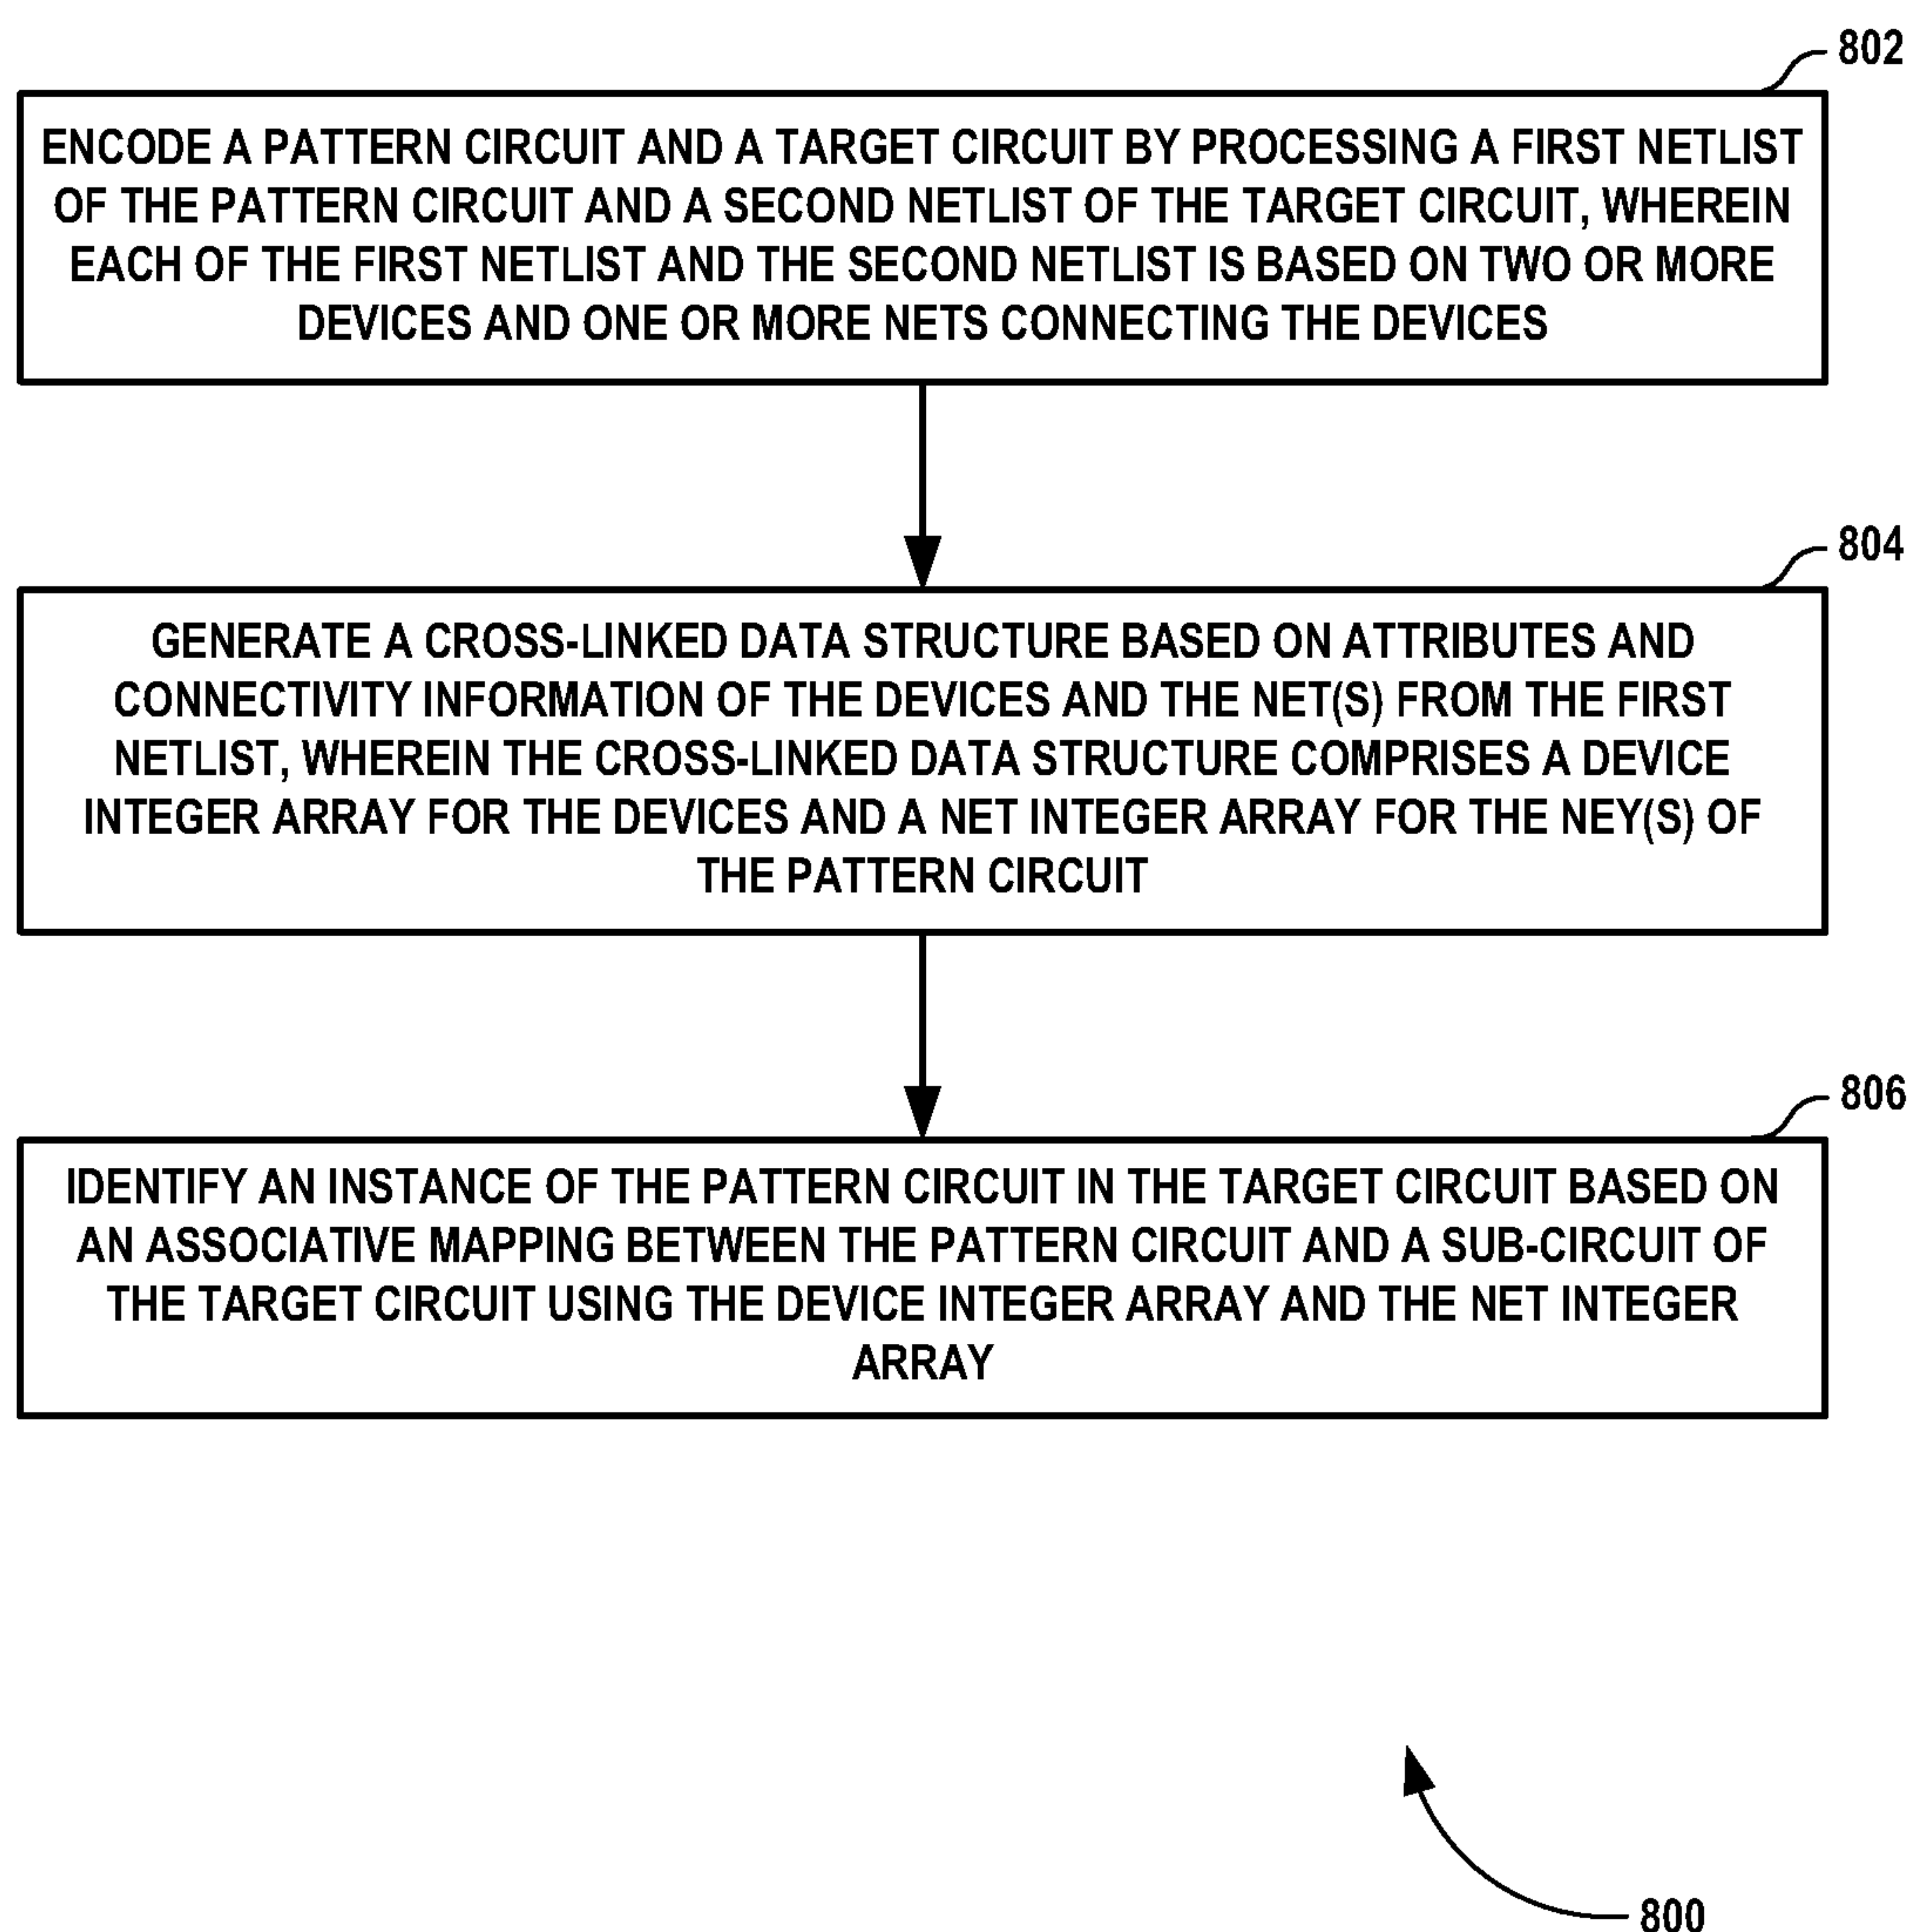 802
ENCODE A PATTERN CIRCUIT AND A TARGET CIRCUIT BY PROCESSING A FIRST NETLIST
OF THE PATTERN CIRCUIT AND A SECOND NETLIST OF THE TARGET CIRCUIT, WHEREIN
EACH OF THE FIRST NETLIST AND THE SECOND NETLIST IS BASED ON TWO OR MORE
DEVICES AND ONE OR MORE NETS CONNECTING THE DEVICES
804
GENERATE A CROSS-LINKED DATA STRUCTURE BASED ON ATTRIBUTES AND
CONNECTIVITY INFORMATION OF THE DEVICES AND THE NET(S) FROM THE FIRST
NETLIST, WHEREIN THE CROSS-LINKED DATA STRUCTURE COMPRISES A DEVICE
INTEGER ARRAY FOR THE DEVICES AND A NET INTEGER ARRAY FOR THE NEY(S) OF
THE PATTERN CIRCUIT
806
IDENTIFY AN INSTANCE OF THE PATTERN CIRCUIT IN THE TARGET CIRCUIT BASED ON
AN ASSOCIATIVE MAPPING BETWEEN THE PATTERN CIRCUIT AND A SUB-CIRCUIT OF
THE TARGET CIRCUIT USING THE DEVICE INTEGER ARRAY AND THE NET INTEGER
ARRAY
800